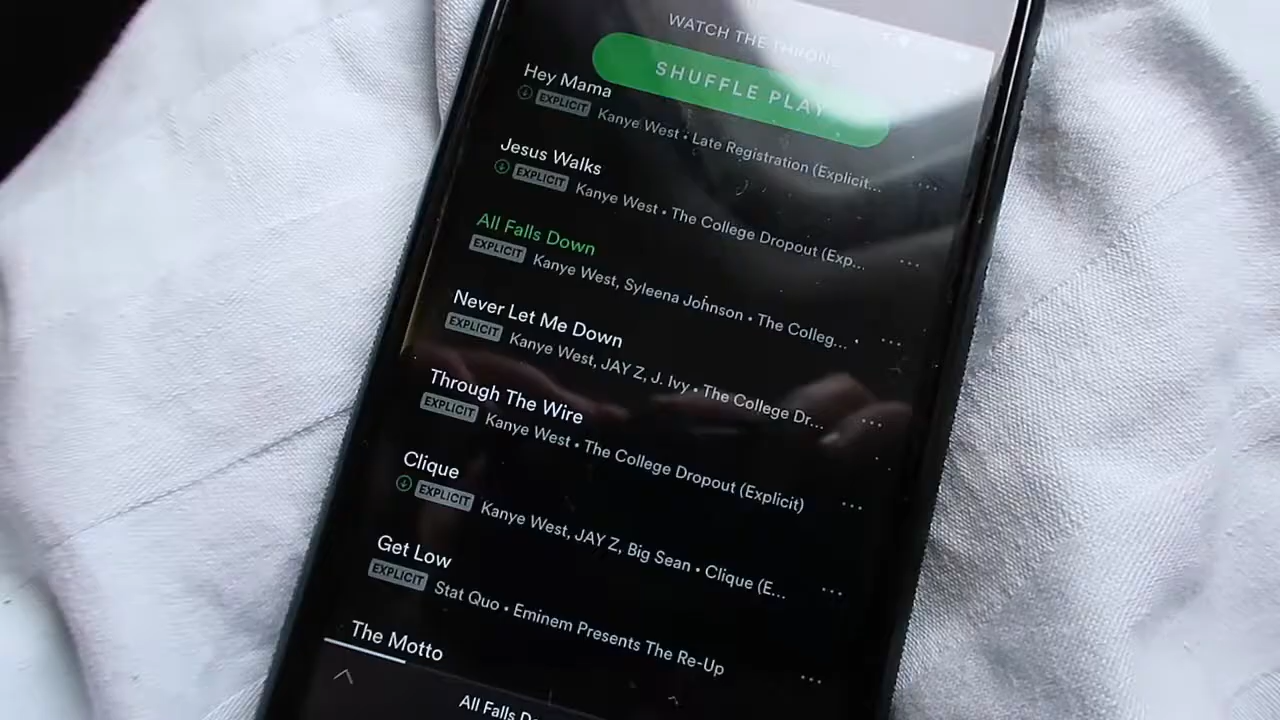 WATCH THE THRONE
SHUFFLE PLAY
Hey Mama
EXPLICIT Kanye West • Late Registration (Explicit...
Jesus Walks
EXPLICIT Kanye West • The College Dropout (Exp...
All Falls Down
EXPLICIT Kanye West, Syleena Johnson • The Colleg...
Never Let Me Down
EXPLICIT Kanye West, JAY Z, J. Ivy • The College Dr...
Through The Wire
EXPLICIT Kanye West • The College Dropout (Explicit)
Clique
EXPLICIT Kanye West, JAY Z, Big Sean • Clique (E...
Get Low
EXPLICIT Stat Quo • Eminem Presents The Re-Up
The Motto
All Falls Do